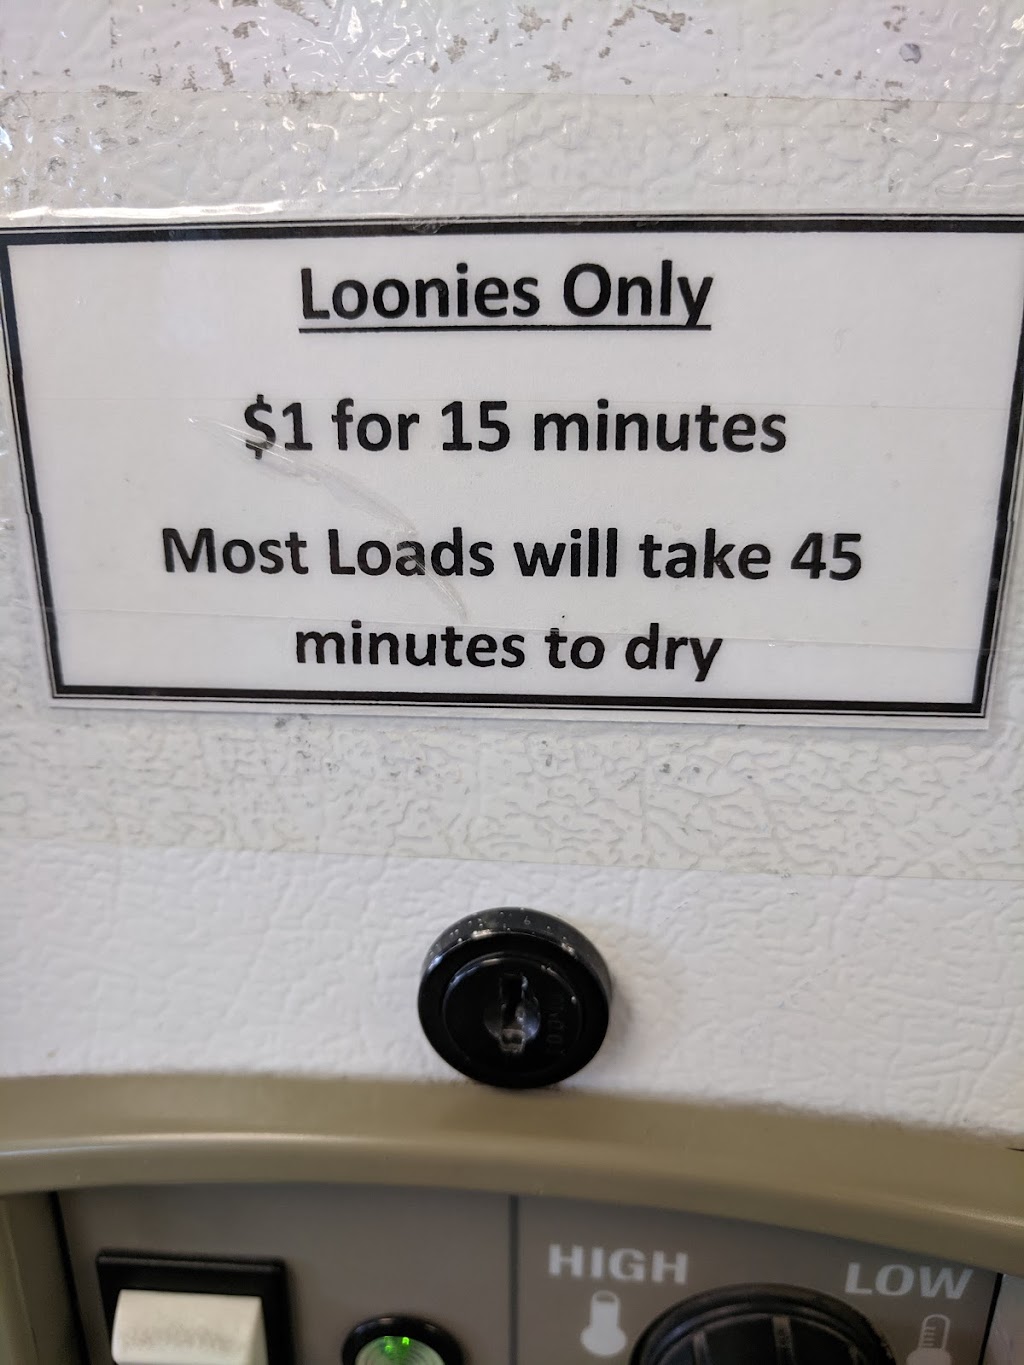 Loonies Only
$1 for 15 minutes
Most Loads will take 45
minutes to dry
HIGH
LOW